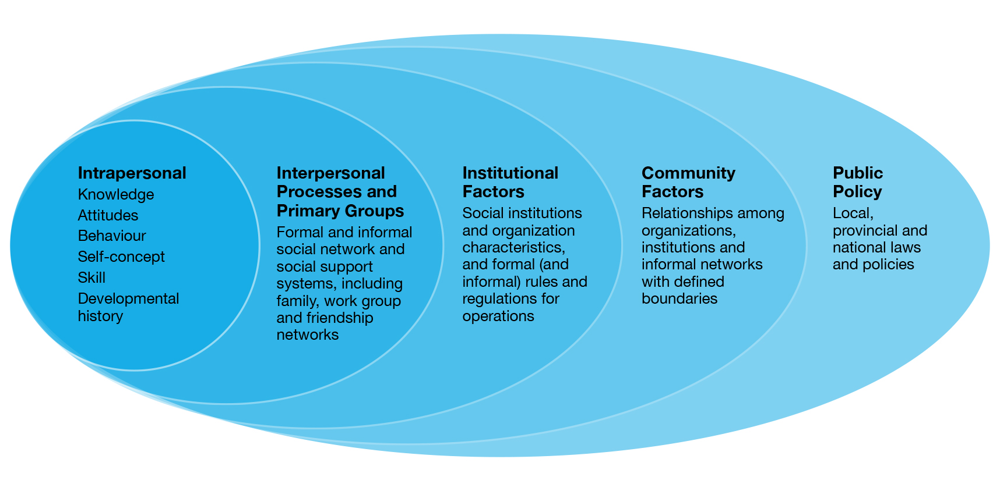 Intrapersonal
Knowledge
Attitudes
Behaviour
Self-concept
Skill
Developmental
history
Interpersonal
Processes and
Primary Groups
Formal and informal
social network and
social support
systems, including
family, work group
and friendship
networks
Institutional
Factors
Social institutions
and organization
characteristics,
and formal (and
informal) rules and
regulations for
operations
Community
Factors
Relationships among
organizations,
institutions and
informal networks
with defined
boundaries
Public
Policy
Local,
provincial and
national laws
and policies